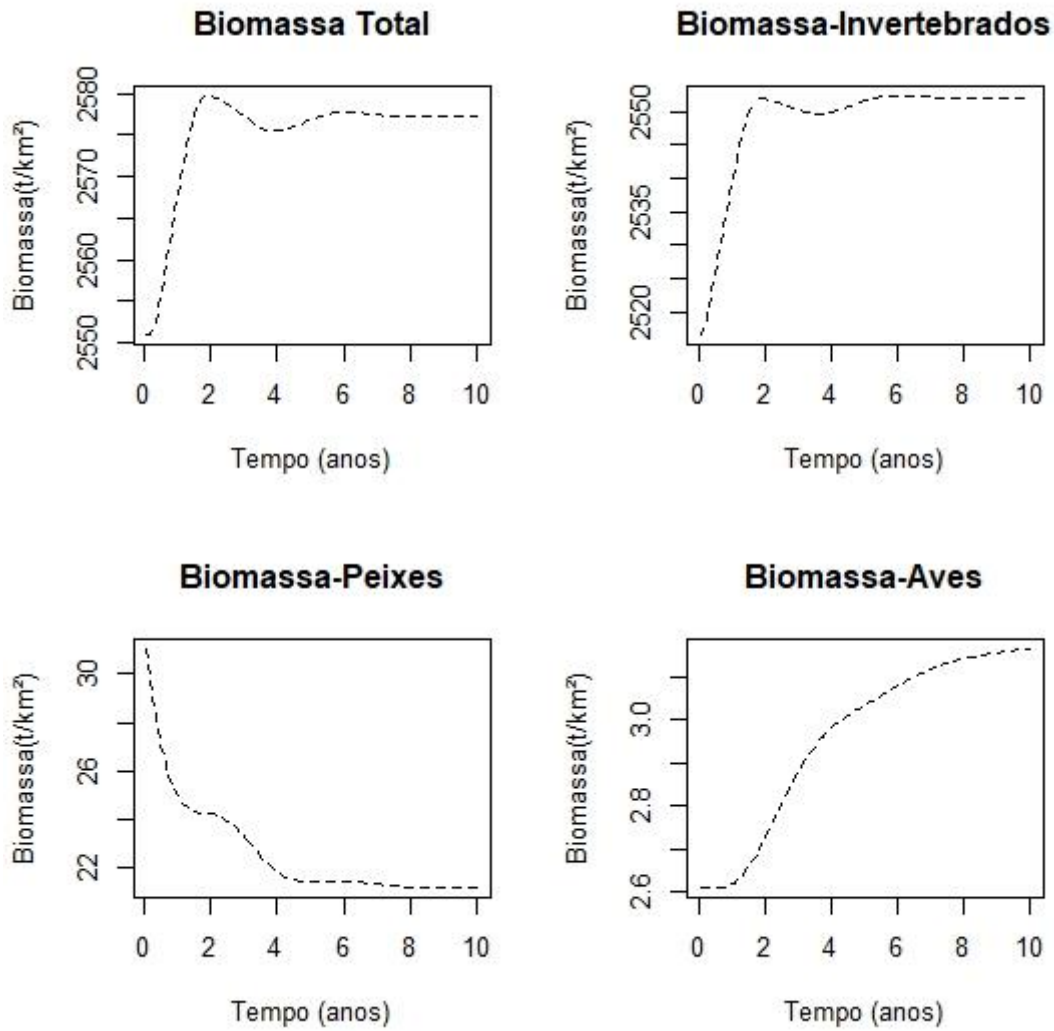 Biomassa Total
Biomassa(t/km²)
2580
2570
2560
2550
0 2 4 6 8 10
Tempo (anos)
Biomassa-Invertebrados
Biomassa(t/km²)
2550
2535
2520
0 2 4 6 8 10
Tempo (anos)
Biomassa-Peixes
Biomassa(t/km²)
30
26
22
0 2 4 6 8 10
Tempo (anos)
Biomassa-Aves
Biomassa(t/km²)
3.0
2.8
2.6
0 2 4 6 8 10
Tempo (anos)